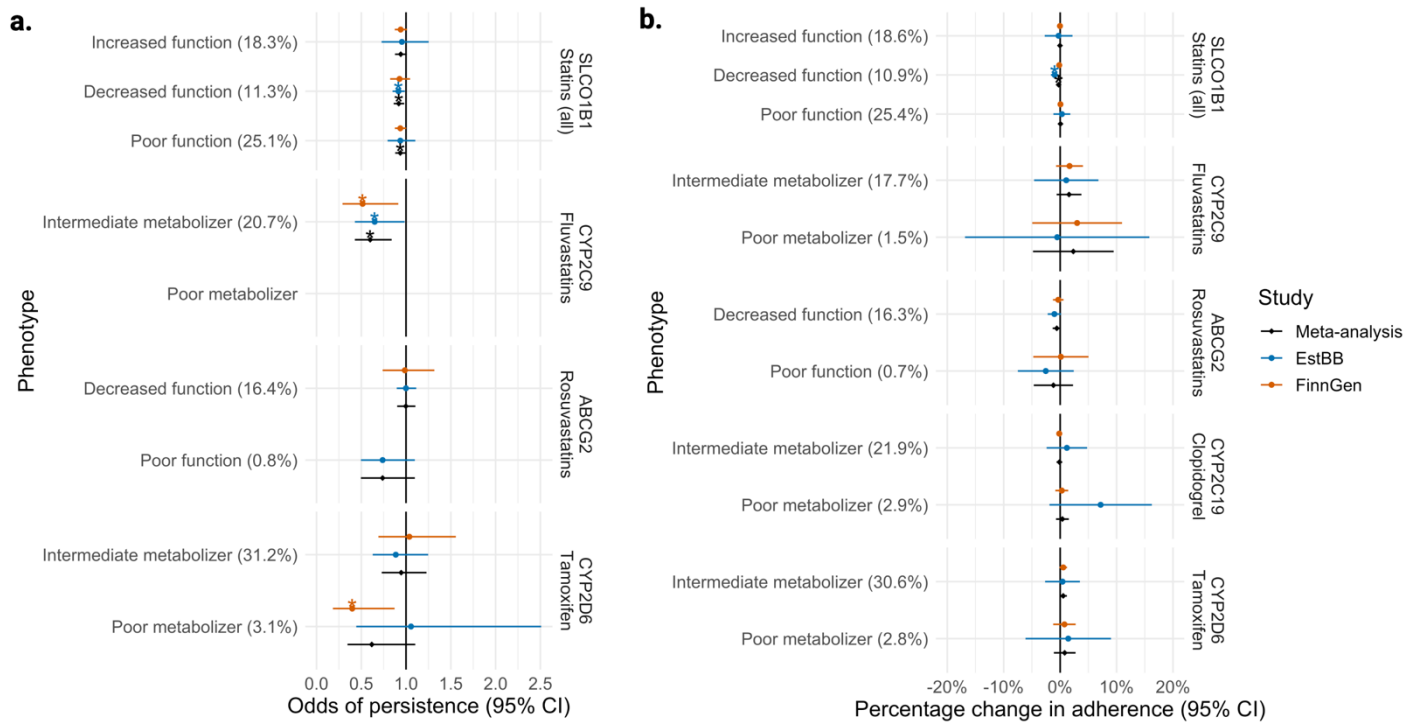 a.
Phenotype
Increased function (18.3%)
Decreased function (11.3%)
Poor function (25.1%)
SLCO1B1
Statins (all)
Intermediate metabolizer (20.7%)
Poor metabolizer
CYP2C9
Fluvastatins
Decreased function (16.4%)
Poor function (0.8%)
ABCG2
Rosuvastatins
Intermediate metabolizer (31.2%)
Poor metabolizer (3.1%)
CYP2D6
Tamoxifen
0.0 0.5 1.0 1.5 2.0 2.5
Odds of persistence (95% CI)
b.
Phenotype
Increased function (18.6%)
Decreased function (10.9%)
Poor function (25.4%)
SLCO1B1
Statins (all)
Intermediate metabolizer (17.7%)
Poor metabolizer (1.5%)
CYP2C9
Fluvastatins
Decreased function (16.3%)
Poor function (0.7%)
ABCG2
Rosuvastatins
Intermediate metabolizer (21.9%)
Poor metabolizer (2.9%)
CYP2C19
Clopidogrel
Intermediate metabolizer (30.6%)
Poor metabolizer (2.8%)
CYP2D6
Tamoxifen
-20% -10% 0% 10% 20%
Percentage change in adherence (95% CI)
Study
Meta-analysis
EstBB
FinnGen